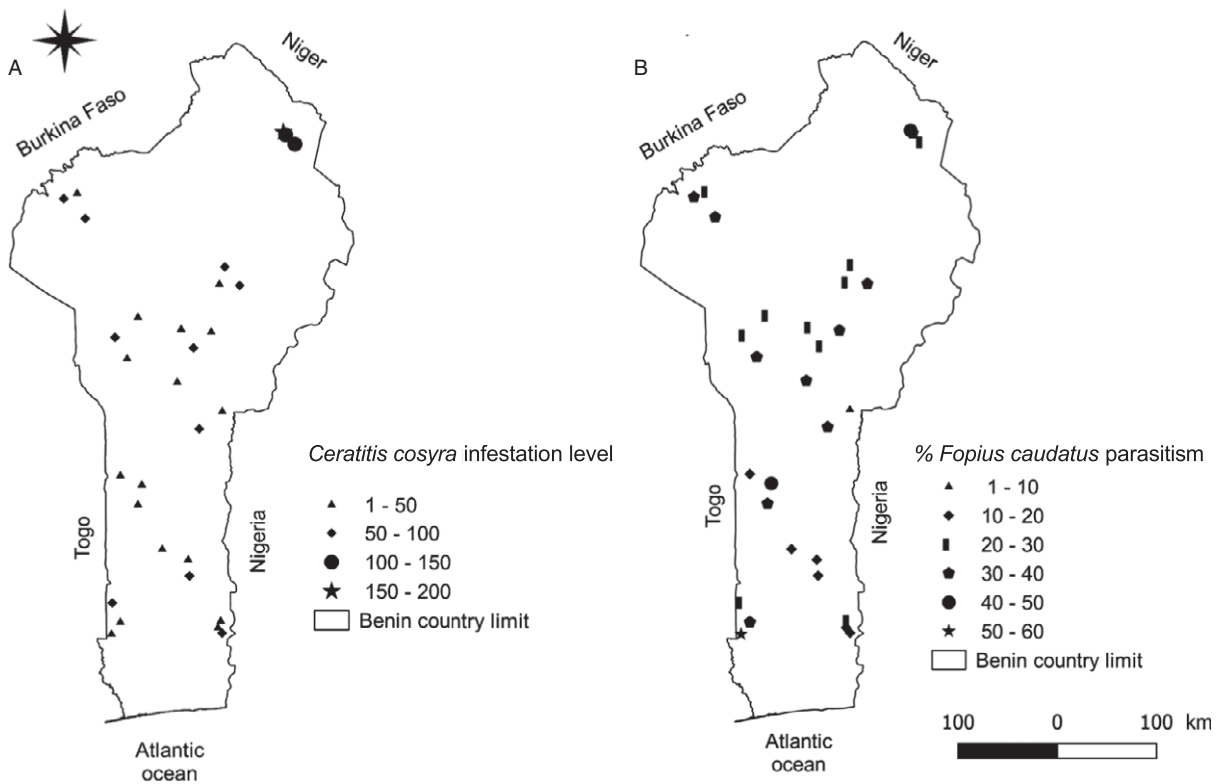 A
Burkina Faso
Niger
Togo
Nigeria
Atlantic
ocean
Ceratitis cosyra infestation level
1 - 50
50 - 100
100 - 150
150 - 200
Benin country limit
B
Burkina Faso
Niger
Togo
Nigeria
Atlantic
ocean
% Fopius caudatus parasitism
1 - 10
10 - 20
20 - 30
30 - 40
40 - 50
50 - 60
Benin country limit
100 0 100 km